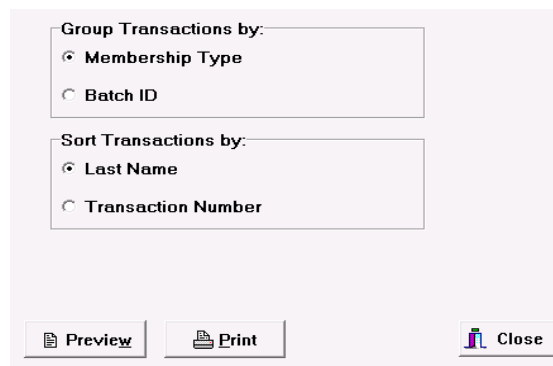 Group Transactions by:
Membership Type
Batch ID
Sort Transactions by:
Last Name
Transaction Number
Preview Print Close